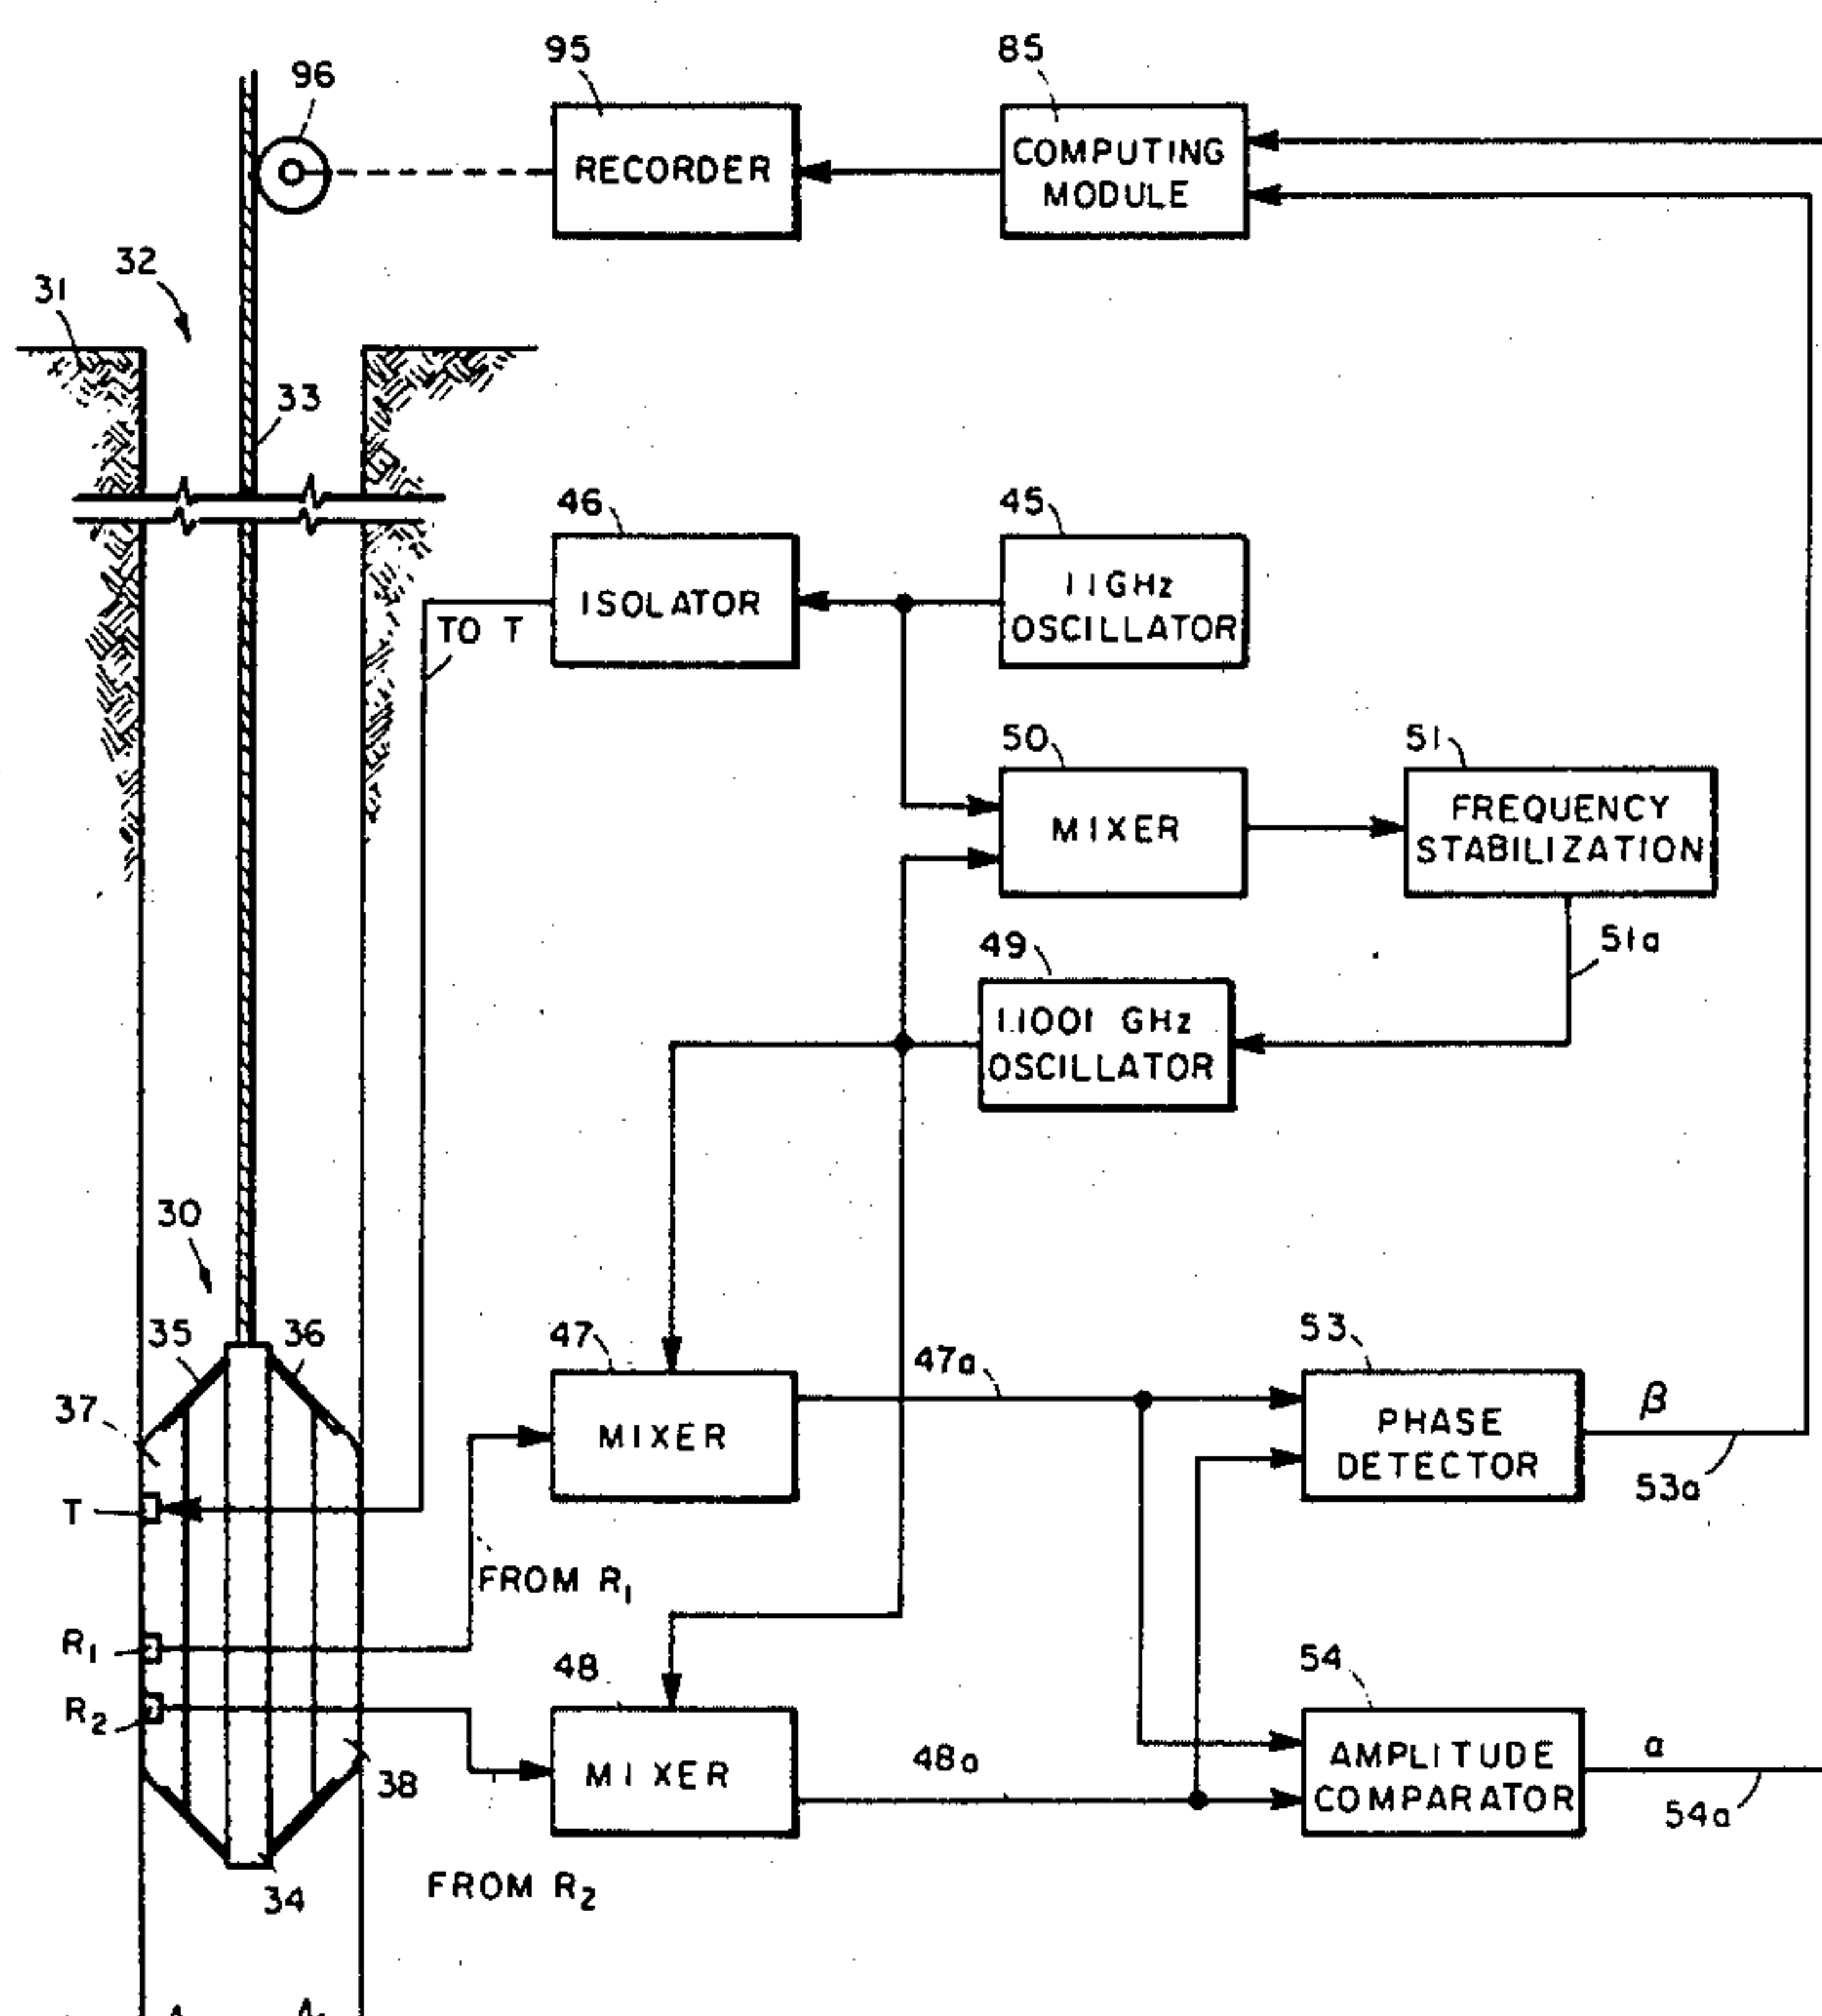 95
85
96
RECORDER
COMPUTING
MODULE
32
31
33
46
45
ISOLATOR
11GHz
OSCILLATOR
TO T
50
51
MIXER
FREQUENCY
STABILIZATION
49
51a
1.1001 GHz
OSCILLATOR
30
35
36
47
47a
53
37
MIXER
PHASE
DETECTOR
β
53a
T
FROM R1
R1
48
54
R2
MIXER
48a
AMPLITUDE
COMPARATOR
α
54a
38
34
FROM R2